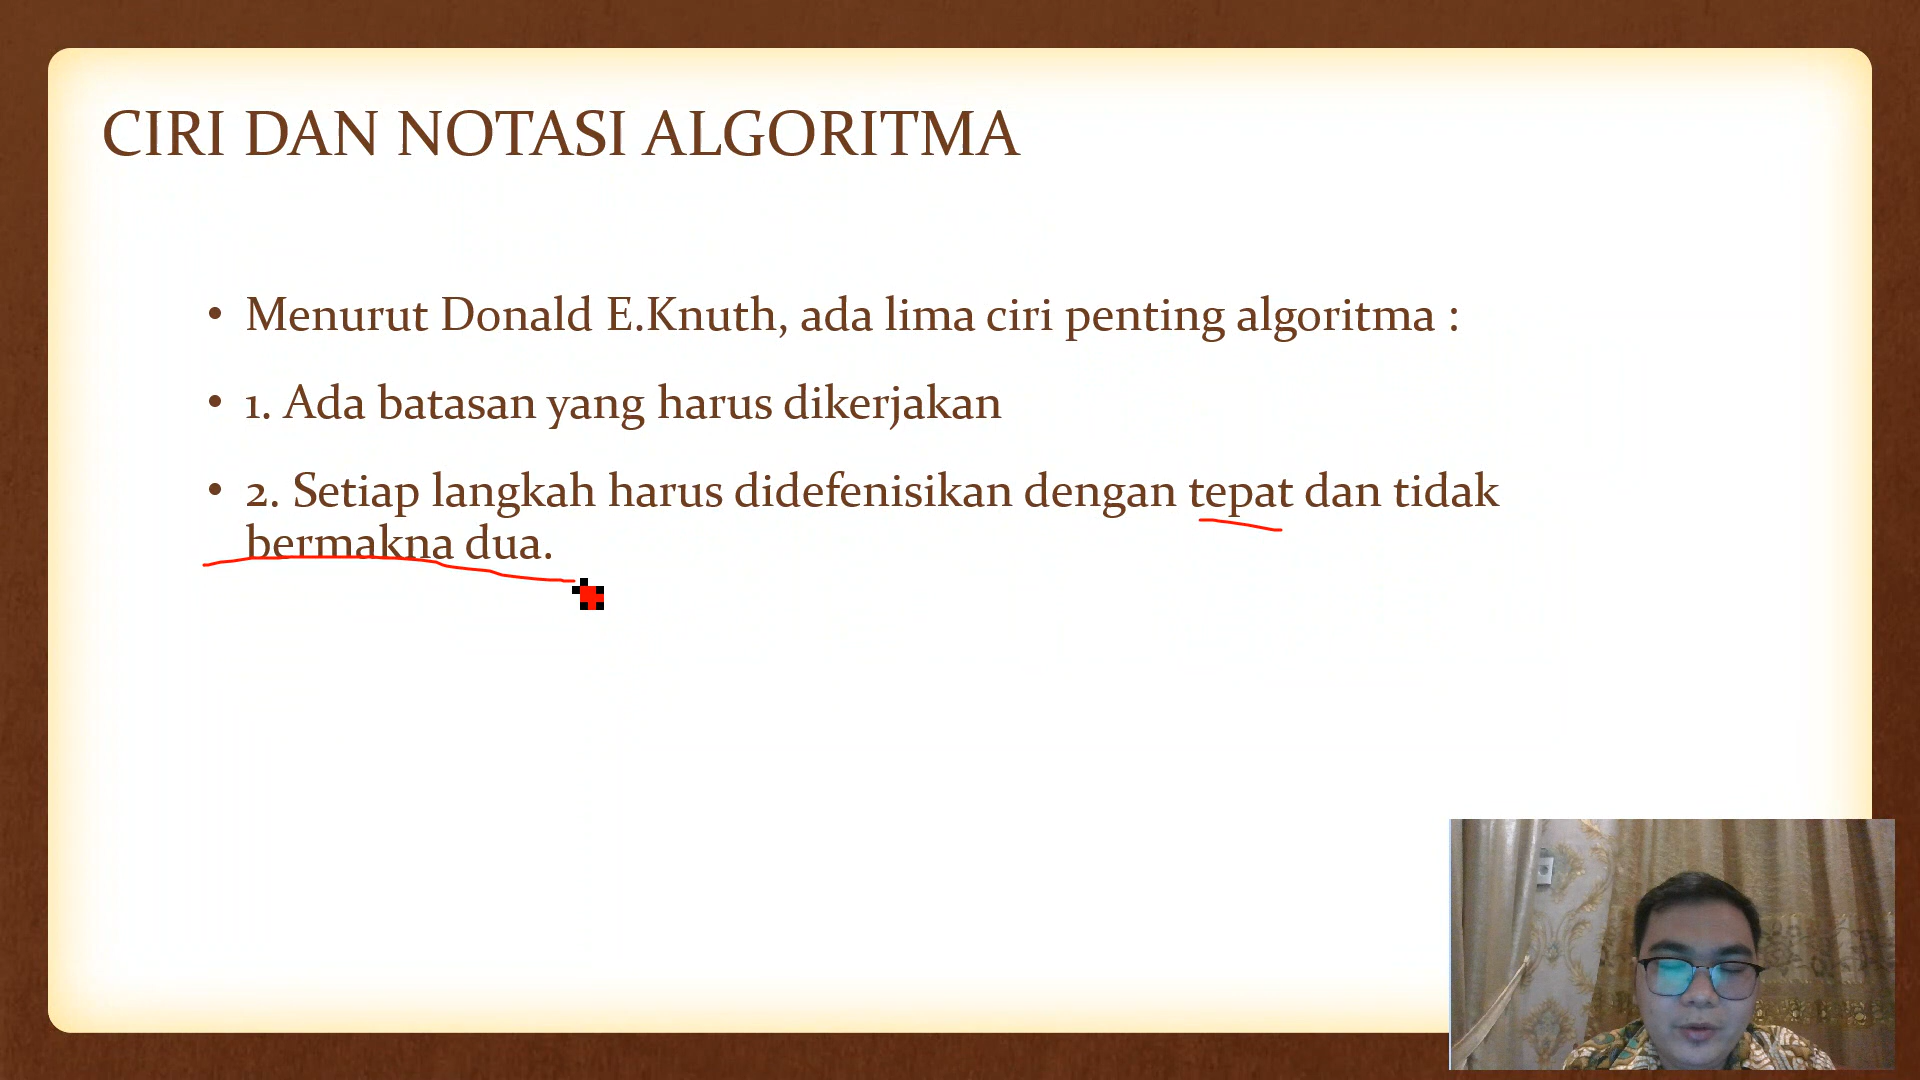 CIRI DAN NOTASI ALGORITMA
• Menurut Donald E.Knuth, ada lima ciri penting algoritma :
• 1. Ada batasan yang harus dikerjakan
• 2. Setiap langkah harus didefenisikan dengan tepat dan tidak
bermakna dua.